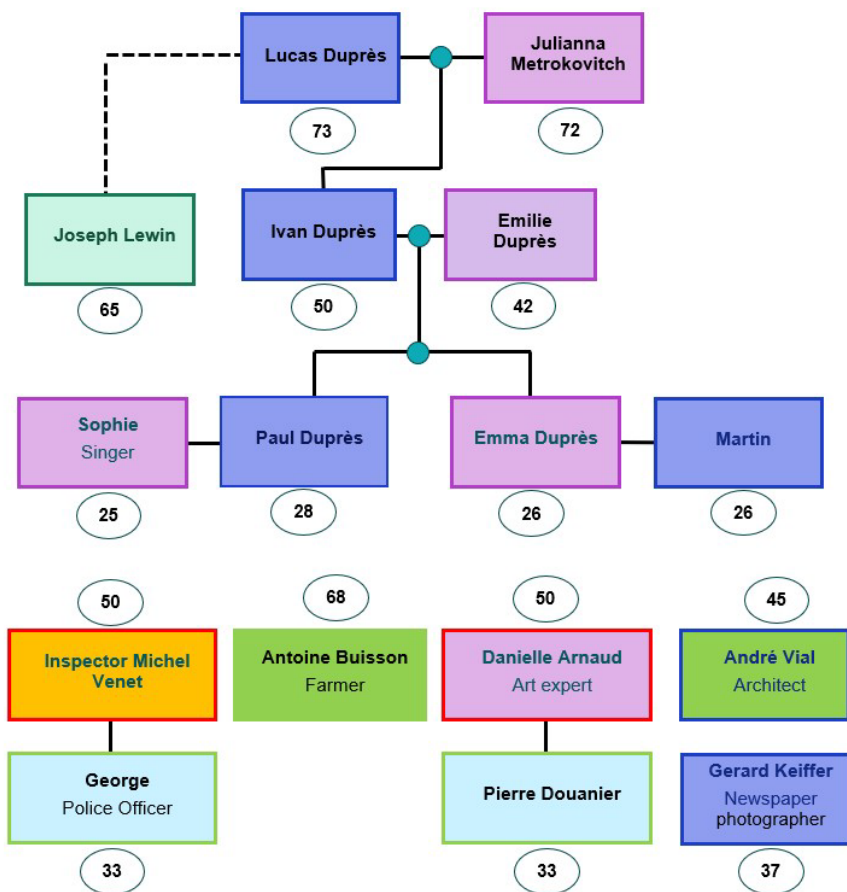 Lucas Duprès
Julianna
Metrokovitch
73
72
Joseph Lewin
Ivan Duprès
Emilie
Duprès
65
50
42
Sophie
Singer
Paul Duprès
Emma Duprès
Martin
25
28
26
26
50
68
50
45
Inspector Michel
Venet
Antoine Buisson
Farmer
Danielle Arnaud
Art expert
André Vial
Architect
George
Police Officer
Pierre Douanier
Gerard Keiffer
Newspaper
photographer
33
33
37